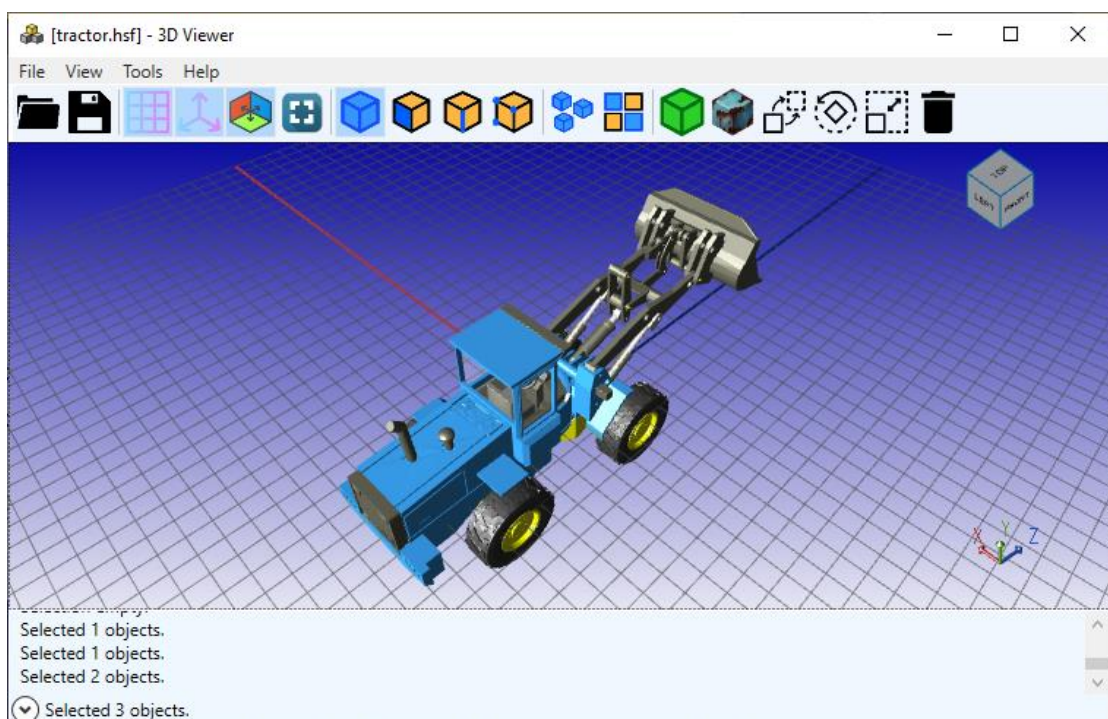 [tractor.hsf] - 3D Viewer
File View Tools Help
TOP
LEFT
X Y Z
Selected 1 objects.
Selected 1 objects.
Selected 2 objects.
Selected 3 objects.